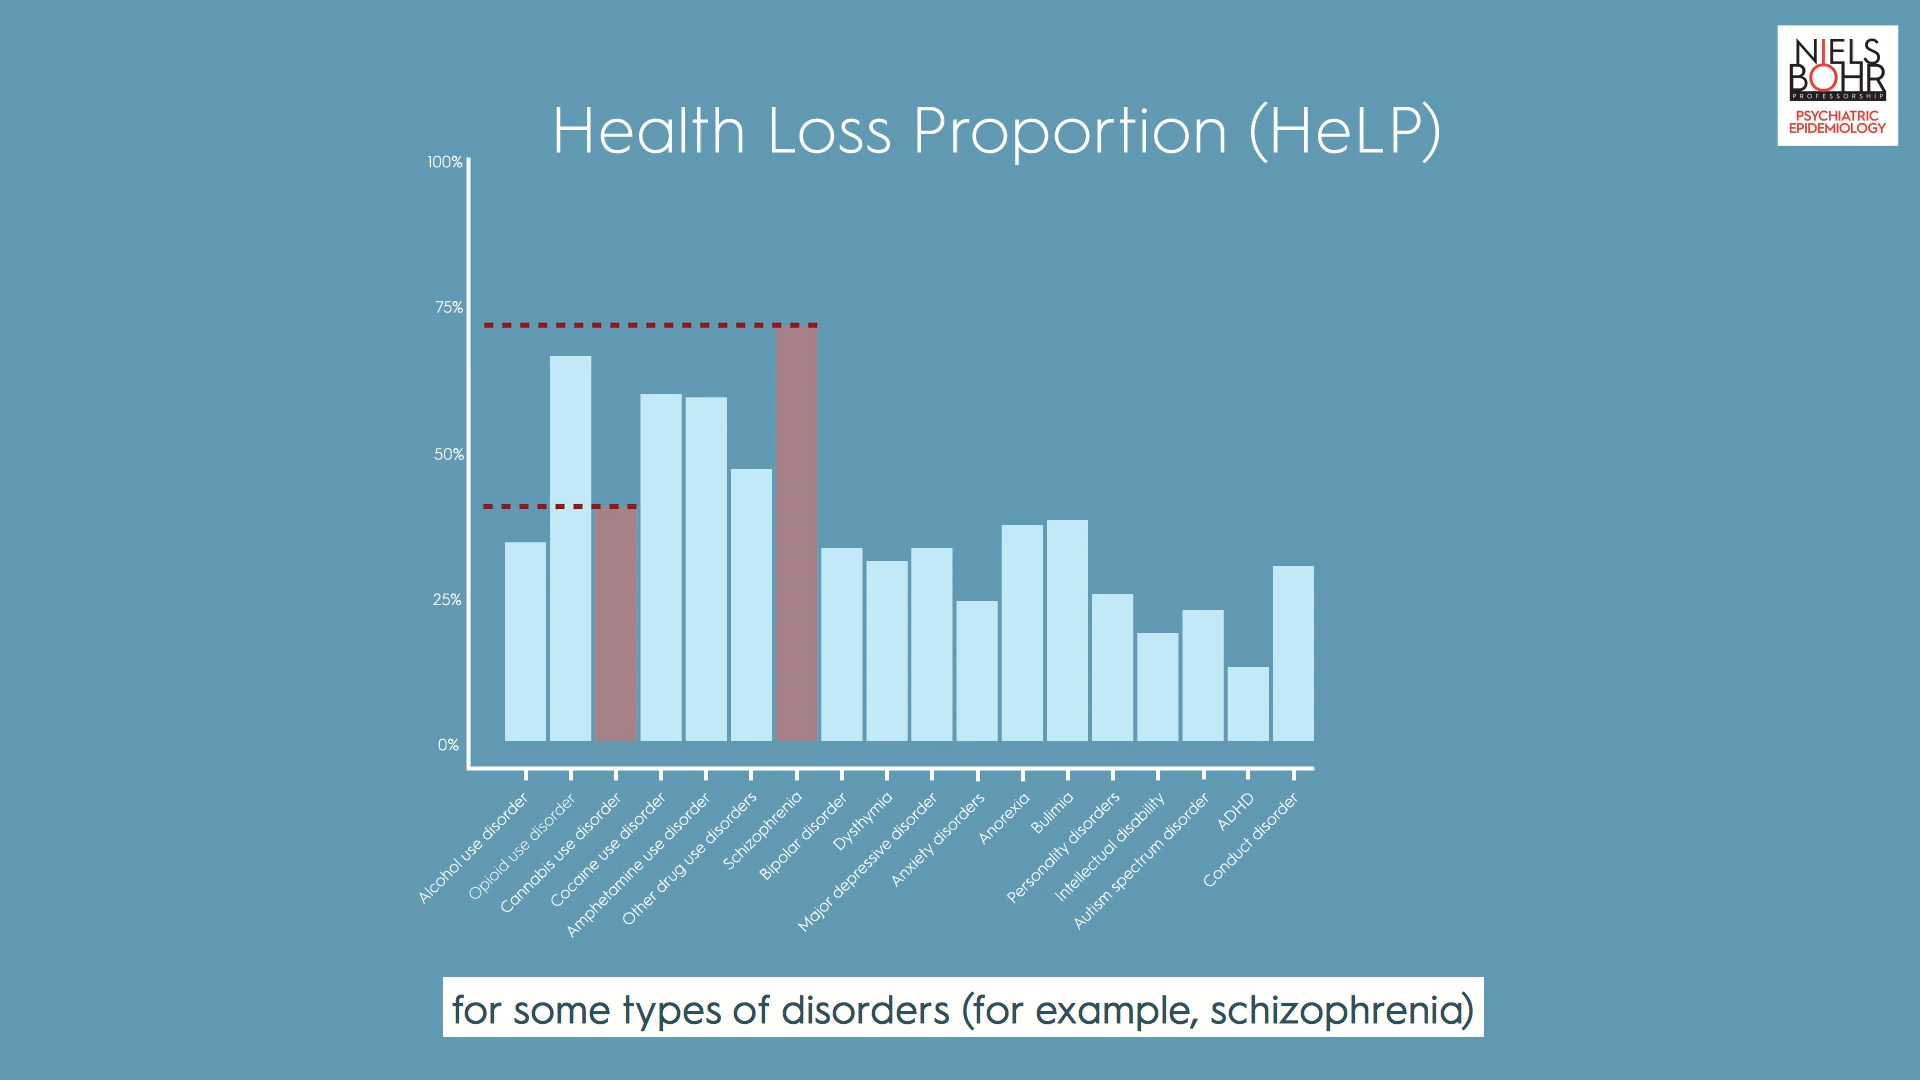 NIELS
BOHR
PROFESSORSHIP
PSYCHIATRIC
EPIDEMIOLOGY
Health Loss Proportion (HeLP)
100%
75%
50%
25%
0%
Alcohol use disorder
Opioid use disorder
Cannabis use disorder
Cocaine use disorder
Amphetamine use disorder
Other drug use disorders
Schizophrenia
Bipolar disorder
Dysthymia
Major depressive disorder
Anxiety disorders
Anorexia
Bulimia
Personality disorders
Intellectual disability
Autism spectrum disorder
ADHD
Conduct disorder
for some types of disorders (for example, schizophrenia)